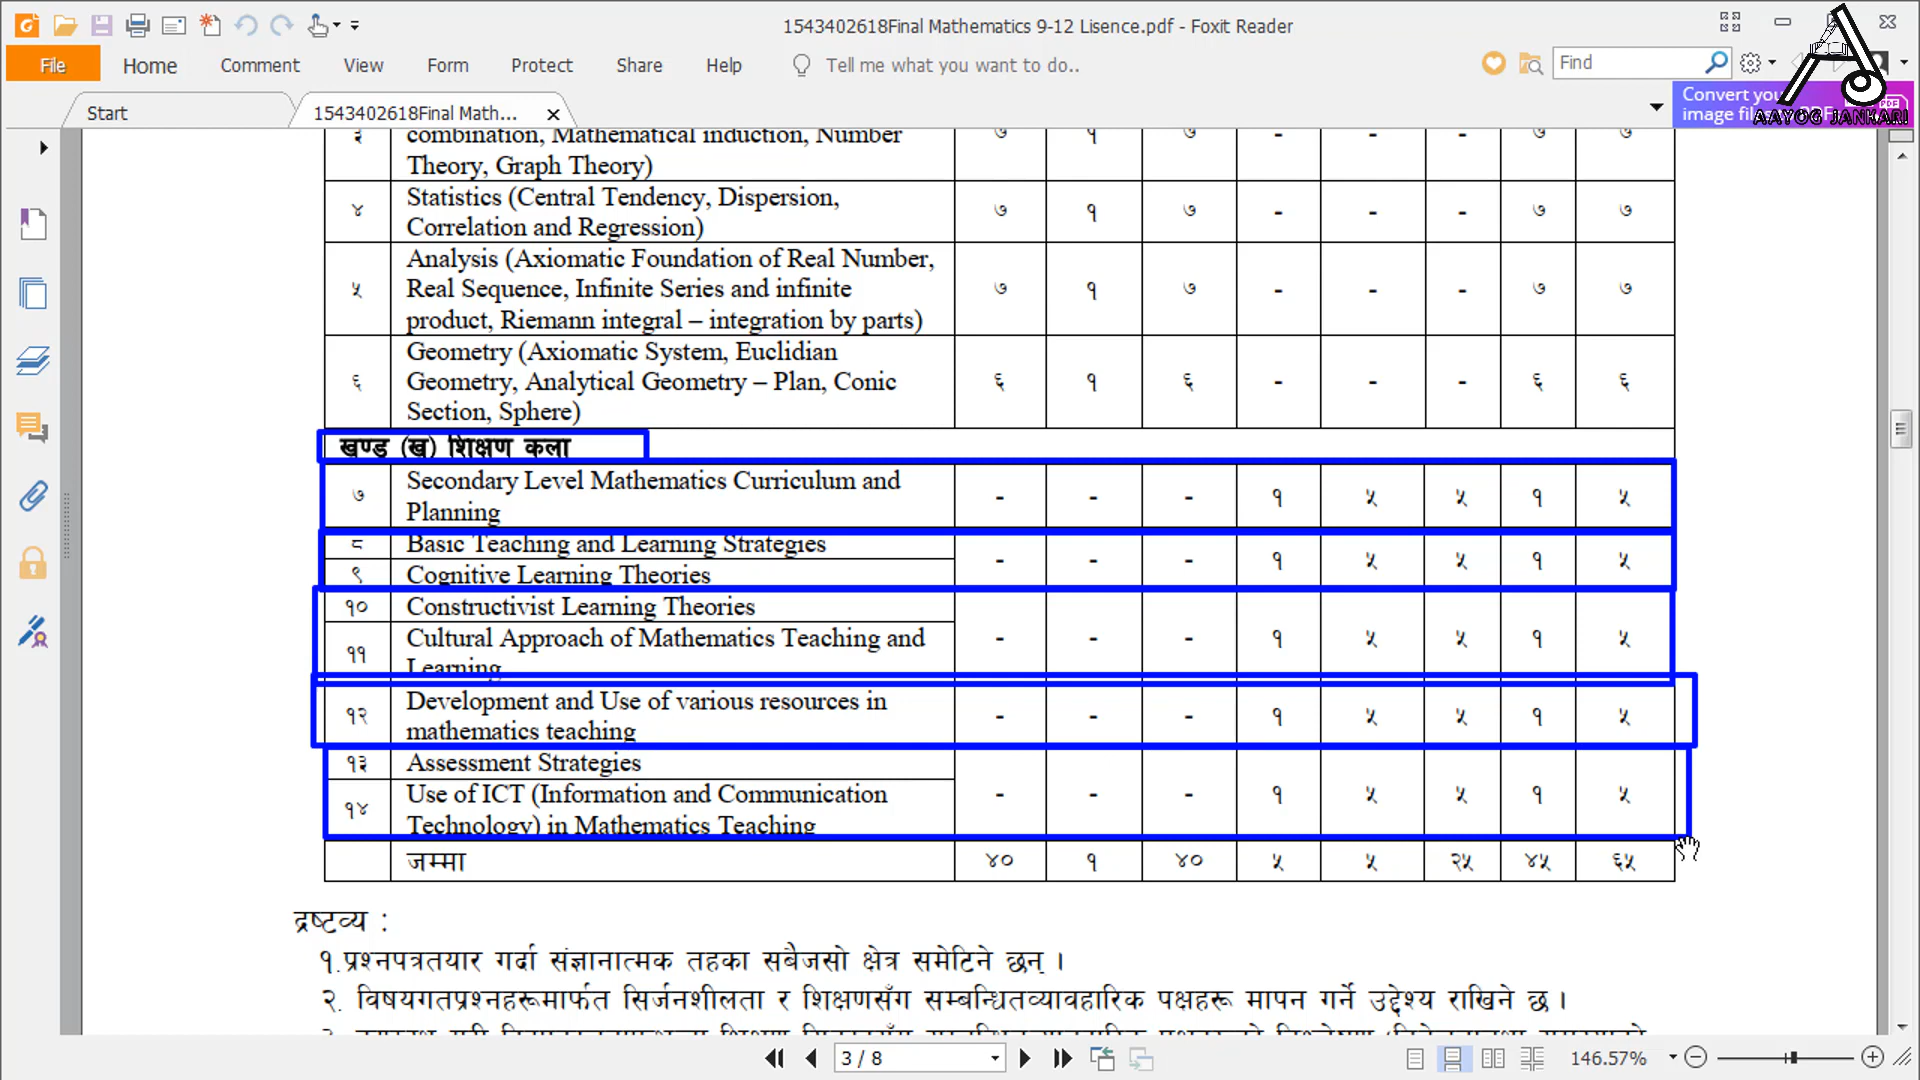 1543402618Final Mathematics 9-12 Lisence.pdf - Foxit Reader
File Home Comment View Form Protect Share Help Tell me what you want to do.. Find
Start 1543402618Final Math...
Convert you
image file
AAYOG JANKARI
३ combination, Mathematical induction, Number ७ १ ७ - - - ७ ७
Theory, Graph Theory)
४ Statistics (Central Tendency, Dispersion, ७ १ ७ - - - ७ ७
Correlation and Regression)
Analysis (Axiomatic Foundation of Real Number,
५ Real Sequence, Infinite Series and infinite ७ १ ७ - - - ७ ७
product, Riemann integral – integration by parts)
Geometry (Axiomatic System, Euclidian
६ Geometry, Analytical Geometry – Plan, Conic ६ १ ६ - - - ६ ६
Section, Sphere)
खण्ड (ख) शिक्षण कला
७ Secondary Level Mathematics Curriculum and - - - १ ५ ५ १ ५
Planning
८ Basic Teaching and Learning Strategies - - - १ ५ ५ १ ५
९ Cognitive Learning Theories
१० Constructivist Learning Theories
११ Cultural Approach of Mathematics Teaching and - - - १ ५ ५ १ ५
Learning
१२ Development and Use of various resources in - - - १ ५ ५ १ ५
mathematics teaching
१३ Assessment Strategies
१४ Use of ICT (Information and Communication - - - १ ५ ५ १ ५
Technology) in Mathematics Teaching
जम्मा ४० १ ४० ५ ५ २५ ४५ ६५
द्रष्टव्य :
१.प्रश्नपत्रतयार गर्दा संज्ञानात्मक तहका सबैजसो क्षेत्र समेटिने छन् ।
२. विषयगतप्रश्नहरूमार्फत सिर्जनशीलता र शिक्षणसँग सम्बन्धितव्यावहारिक पक्षहरू मापन गर्ने उद्देश्य राखिने छ ।
3 / 8 146.57%